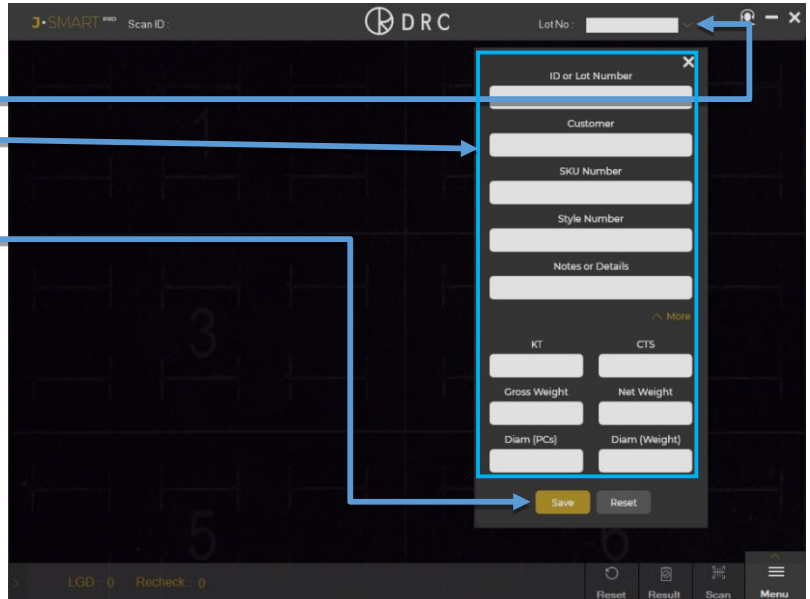 J·SMART PRO Scan ID : DRC Lot No :
ID or Lot Number
1
Customer
SKU Number
Style Number
Notes or Details
More
3
KT CTS
Gross Weight Net Weight
Diam (PCs) Diam (Weight)
Save Reset
5 6
LGD : 0 Recheck : 0
Reset Result Scan Menu